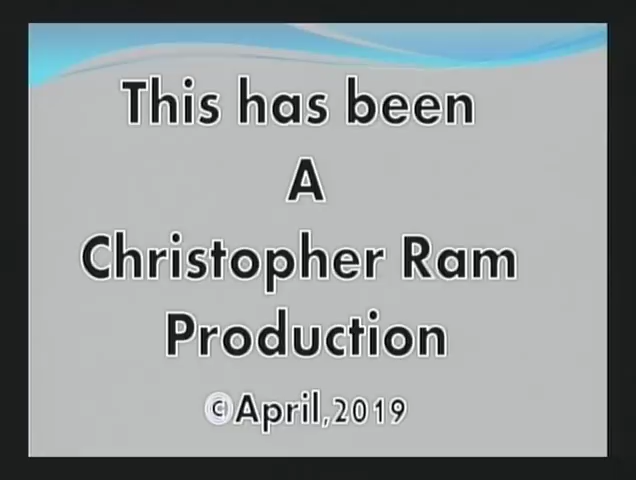 This has been
A
Christopher Ram
Production
©April,2019